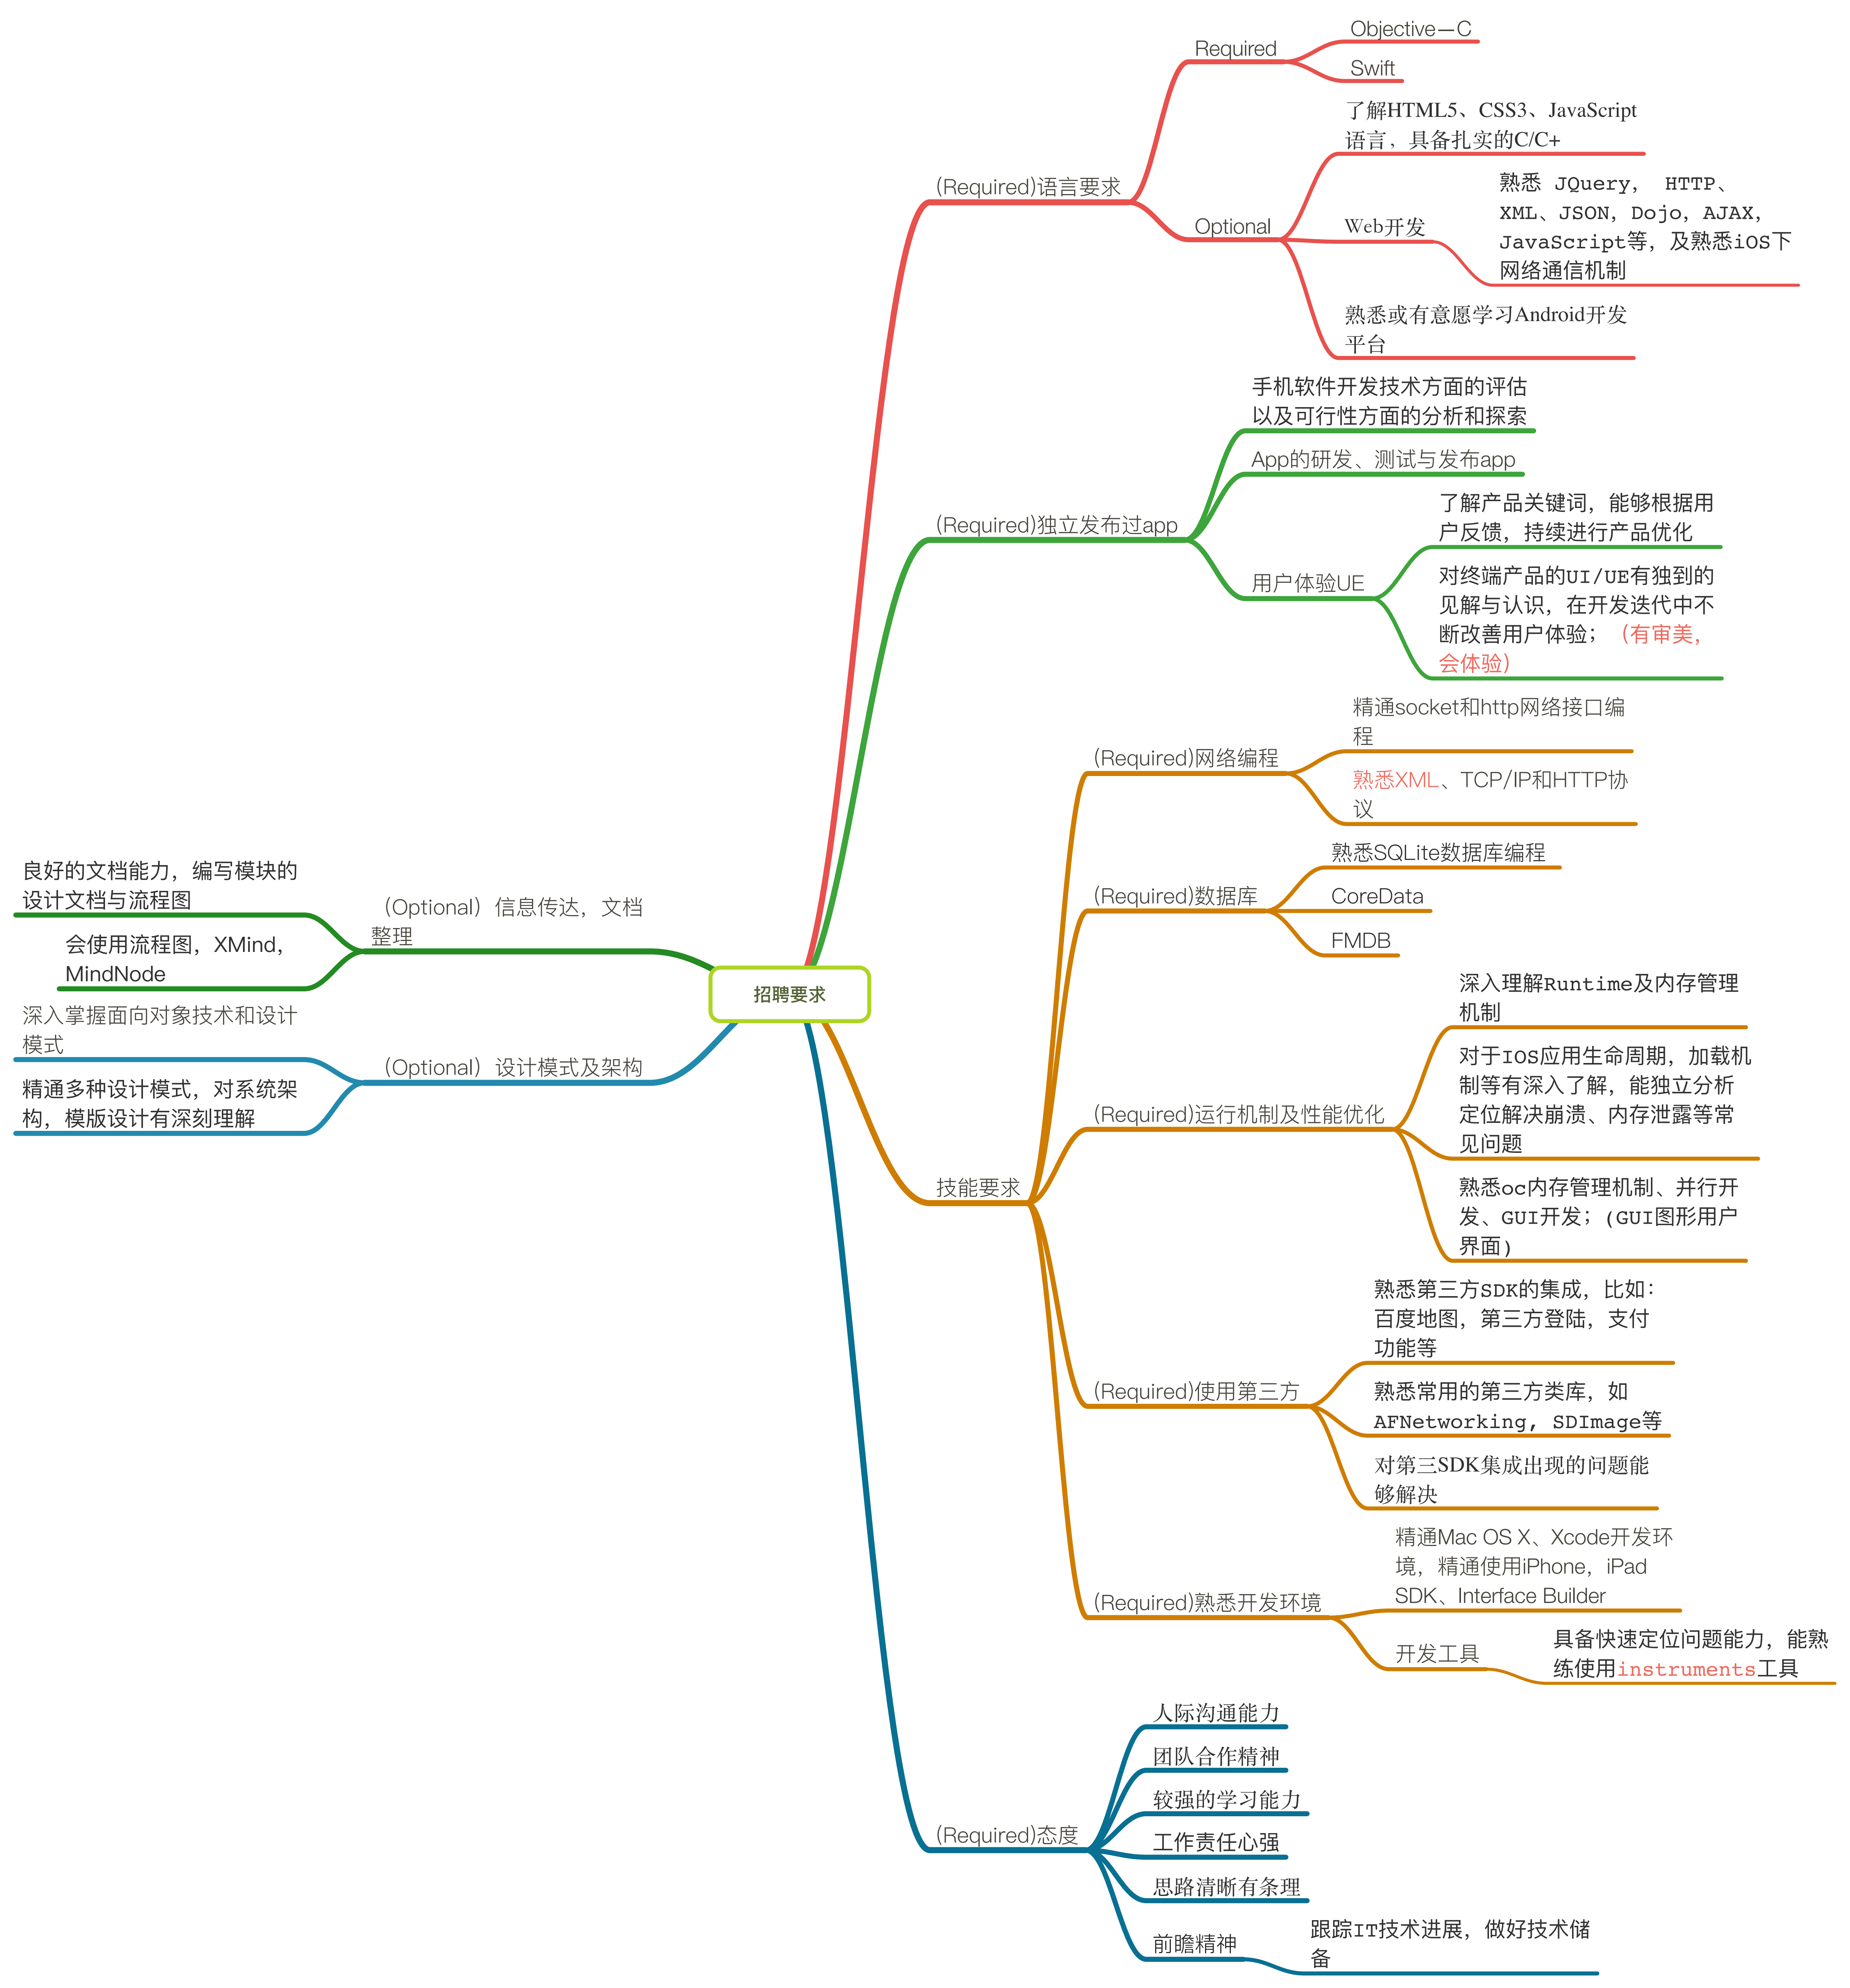 Objective—C
Required
Swift
了解HTML5、CSS3、JavaScript
语言，具备扎实的C/C+
(Required)语言要求
熟悉 JQuery， HTTP、
XML、JSON，Dojo，AJAX，
JavaScript等，及熟悉iOS下
网络通信机制
Optional
Web开发
熟悉或有意愿学习Android开发
平台
手机软件开发技术方面的评估
以及可行性方面的分析和探索
App的研发、测试与发布app
(Required)独立发布过app
了解产品关键词，能够根据用
户反馈，持续进行产品优化
用户体验UE
对终端产品的UI/UE有独到的
见解与认识，在开发迭代中不
断改善用户体验；（有审美，
会体验）
精通socket和http网络接口编
程
(Required)网络编程
熟悉XML、TCP/IP和HTTP协
议
熟悉SQLite数据库编程
(Required)数据库
CoreData
FMDB
良好的文档能力，编写模块的
设计文档与流程图
（Optional）信息传达，文档
整理
会使用流程图，XMind，
MindNode
招聘要求
深入掌握面向对象技术和设计
模式
（Optional）设计模式及架构
精通多种设计模式，对系统架
构，模版设计有深刻理解
深入理解Runtime及内存管理
机制
对于IOS应用生命周期，加载机
制等有深入了解，能独立分析
定位解决崩溃、内存泄露等常
见问题
(Required)运行机制及性能优化
熟悉oc内存管理机制、并行开
发、GUI开发；(GUI图形用户
界面)
技能要求
熟悉第三方SDK的集成，比如：
百度地图，第三方登陆，支付
功能等
(Required)使用第三方
熟悉常用的第三方类库，如
AFNetworking, SDImage等
对第三SDK集成出现的问题能
够解决
精通Mac OS X、Xcode开发环
境，精通使用iPhone，iPad
SDK、Interface Builder
(Required)熟悉开发环境
开发工具
具备快速定位问题能力，能熟
练使用instruments工具
人际沟通能力
团队合作精神
较强的学习能力
(Required)态度
工作责任心强
思路清晰有条理
前瞻精神
跟踪IT技术进展，做好技术储
备